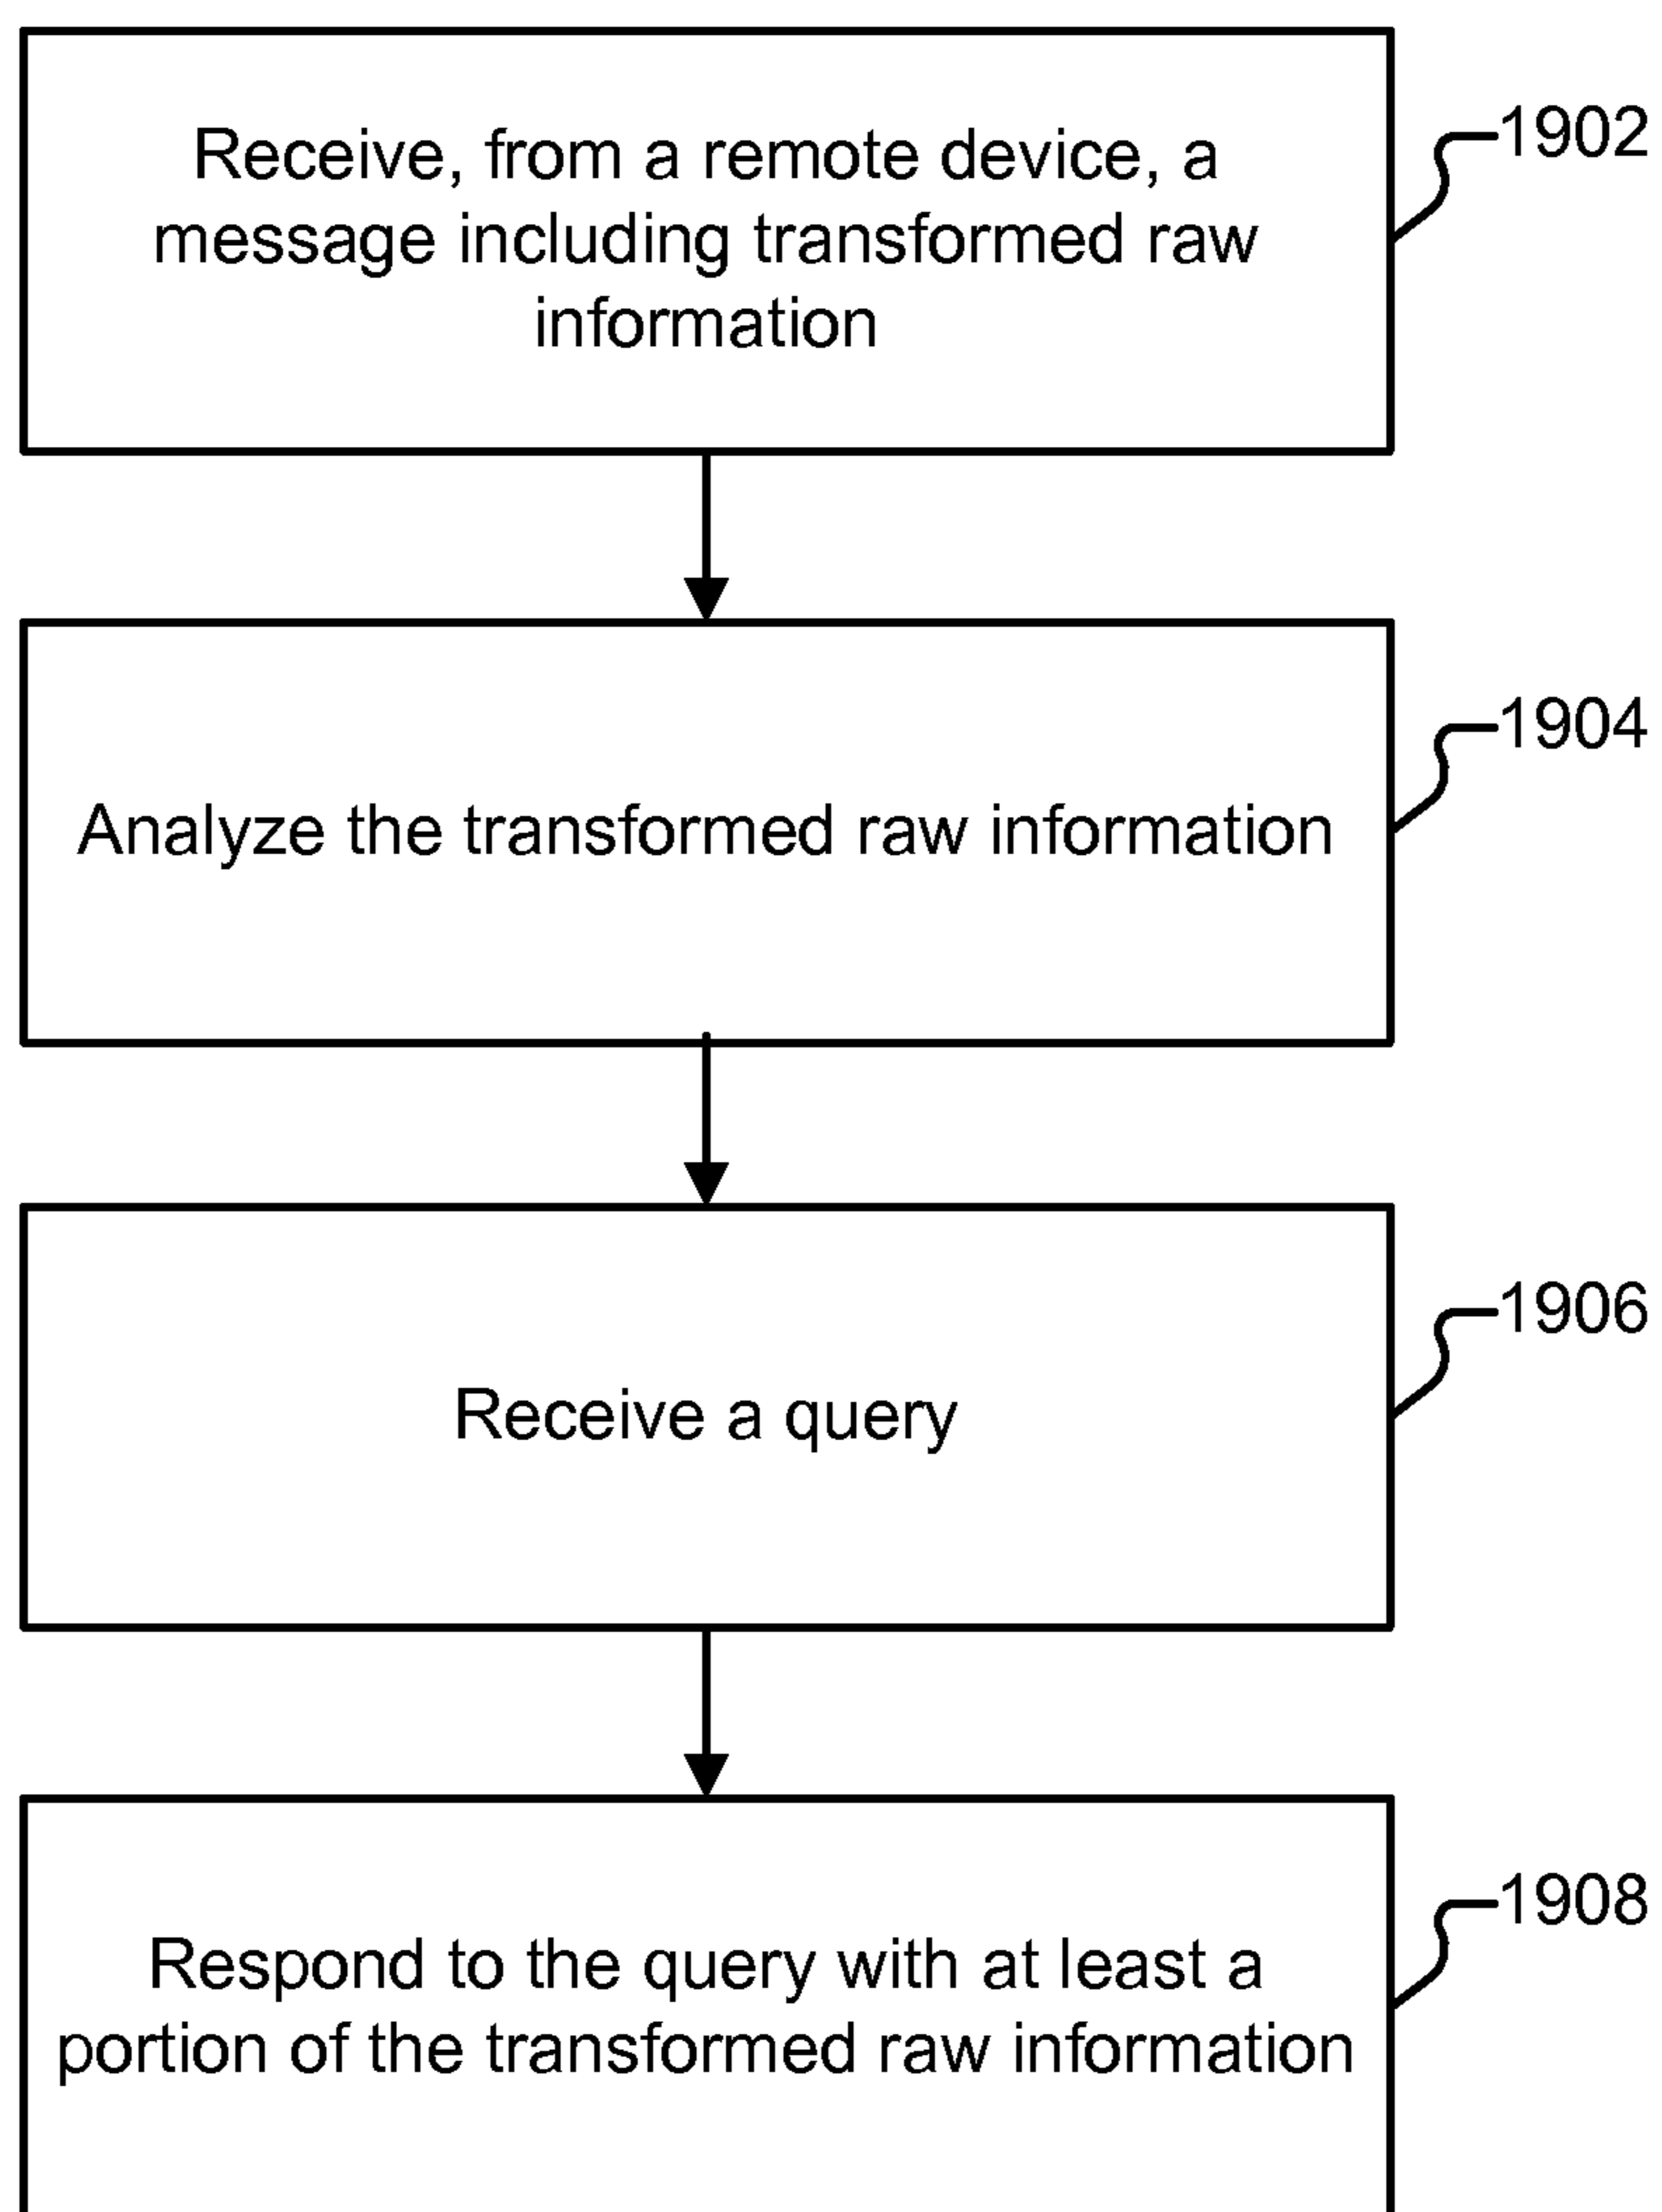 Receive, from a remote device, a
message including transformed raw
information
1902
Analyze the transformed raw information
1904
Receive a query
1906
Respond to the query with at least a
portion of the transformed raw information
1908